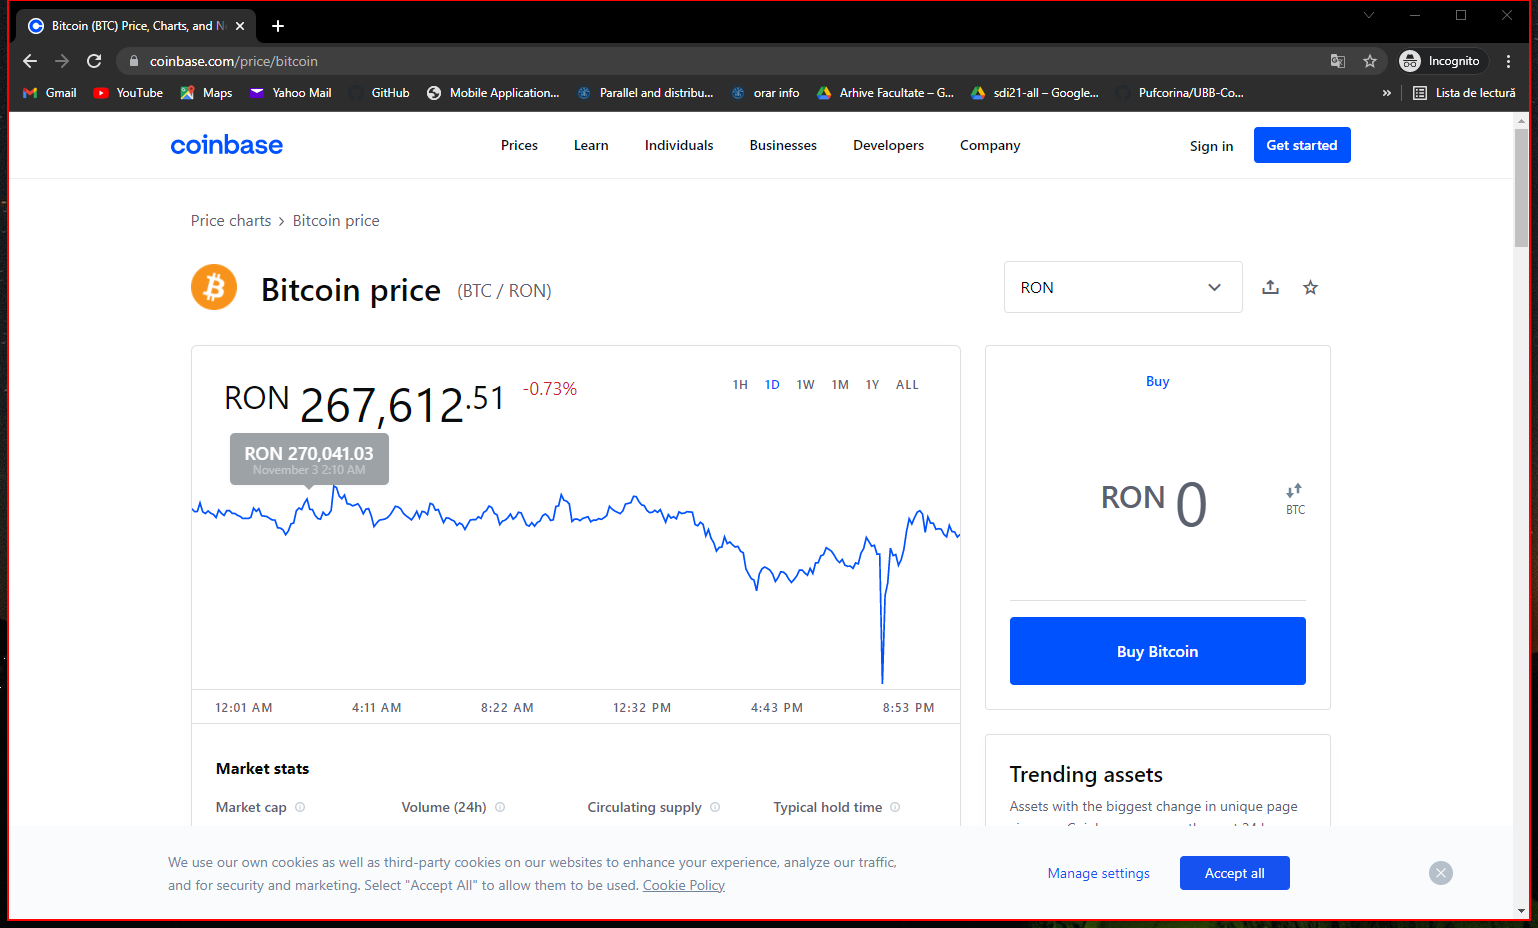 Bitcoin (BTC) Price, Charts, and N
coinbase.com/price/bitcoin
Incognito
Gmail
YouTube
Maps
Yahoo Mail
GitHub
Mobile Application...
Parallel and distribu...
orar info
Arhive Facultate – G...
sdi21-all – Google...
Pufcorina/UBB-Co...
»
Lista de lectură
coinbase
Prices
Learn
Individuals
Businesses
Developers
Company
Sign in
Get started
Price charts > Bitcoin price
Bitcoin price (BTC / RON)
RON
RON 267,612.51 -0.73%
1H 1D 1W 1M 1Y ALL
RON 270,041.03
November 3 2:10 AM
12:01 AM 4:11 AM 8:22 AM 12:32 PM 4:43 PM 8:53 PM
Buy
RON 0
BTC
Buy Bitcoin
Market stats
Market cap
Volume (24h)
Circulating supply
Typical hold time
Trending assets
Assets with the biggest change in unique page
We use our own cookies as well as third-party cookies on our websites to enhance your experience, analyze our traffic,
and for security and marketing. Select "Accept All" to allow them to be used. Cookie Policy
Manage settings
Accept all